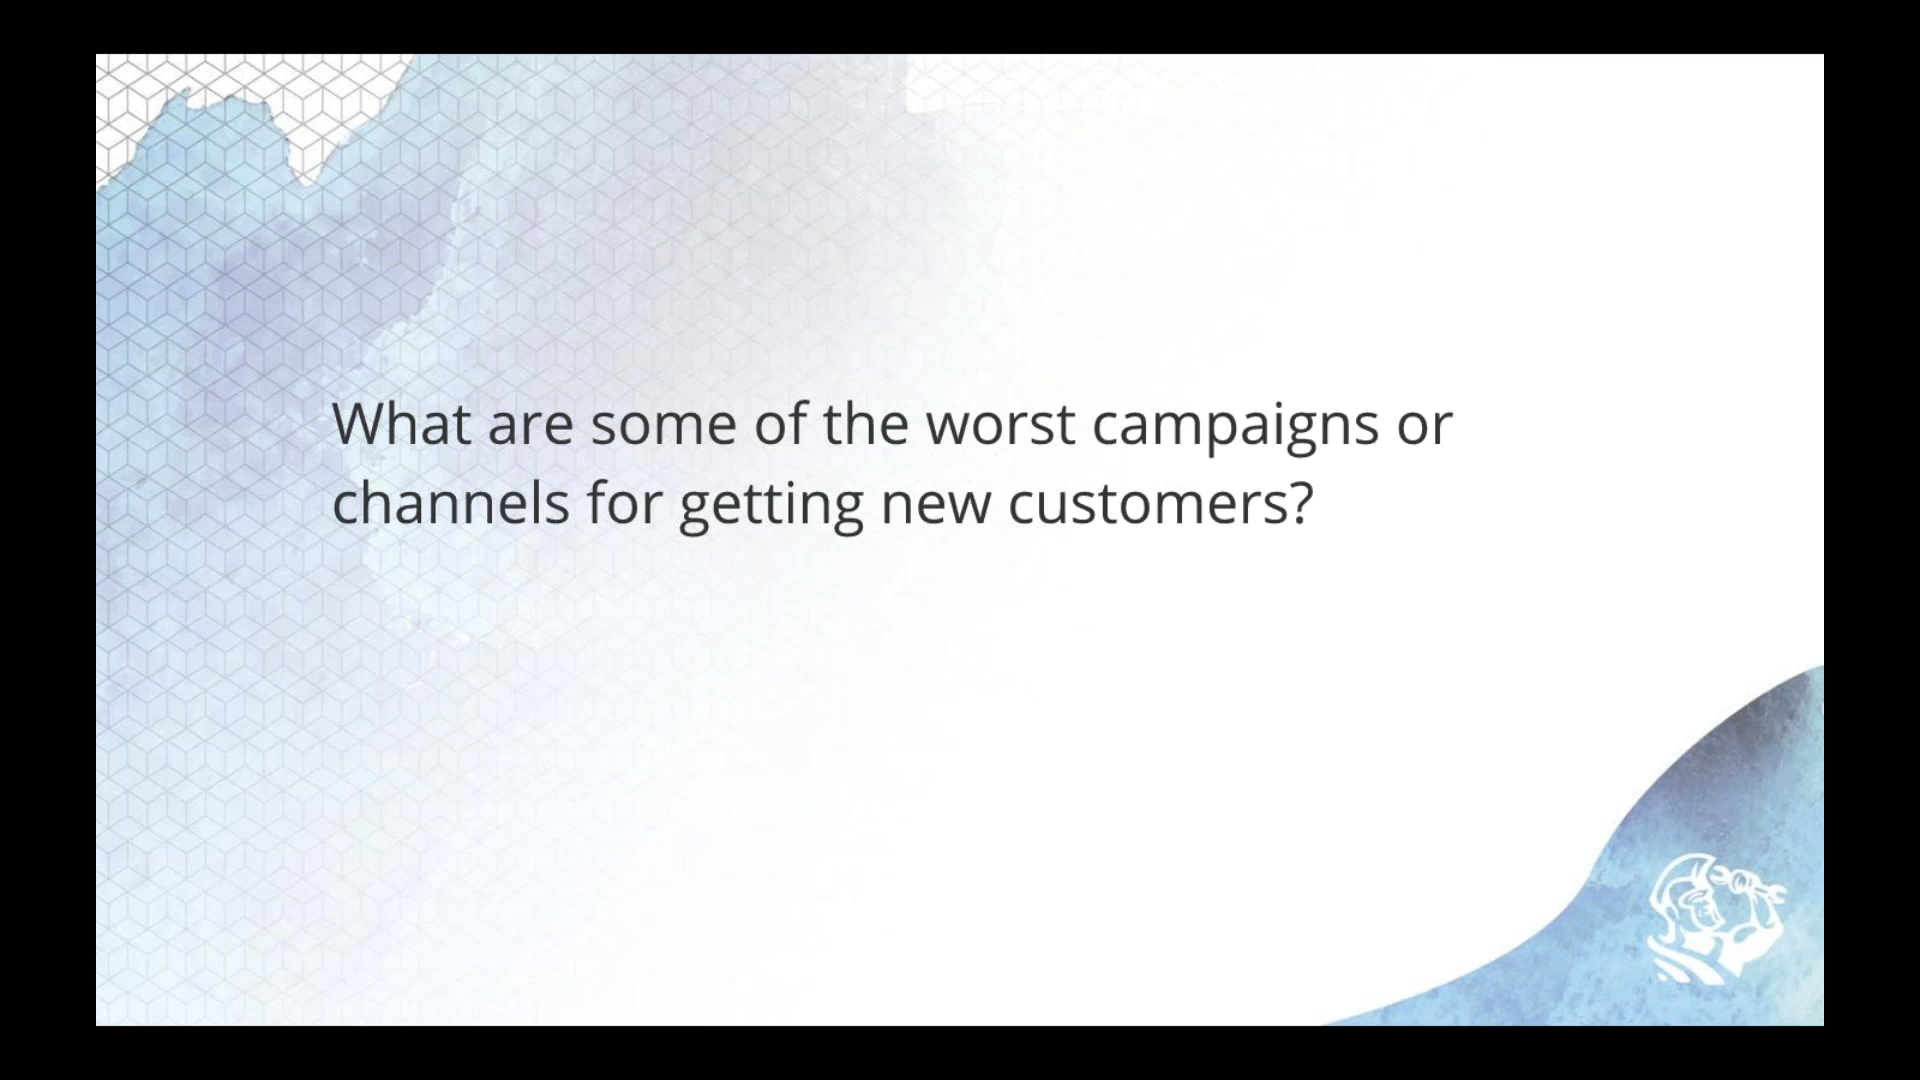 What are some of the worst campaigns or
channels for getting new customers?